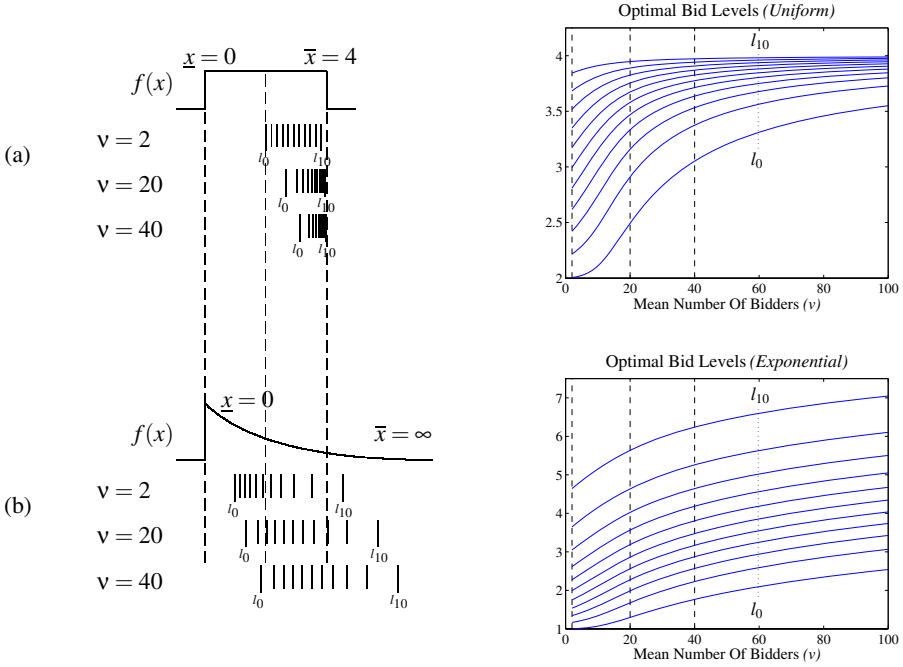 (a)
x = 0
x̅ = 4
f(x)
ν = 2
l0
l10
ν = 20
l0
l10
ν = 40
l0
l10
(b)
x = 0
x̅ = ∞
f(x)
ν = 2
l0
l10
ν = 20
l0
l10
ν = 40
l0
l10
Optimal Bid Levels (Uniform)
4
3.5
3
2.5
2
l10
l0
0 20 40 60 80 100
Mean Number Of Bidders (v)
Optimal Bid Levels (Exponential)
7
6
5
4
3
2
1
l10
l0
0 20 40 60 80 100
Mean Number Of Bidders (v)